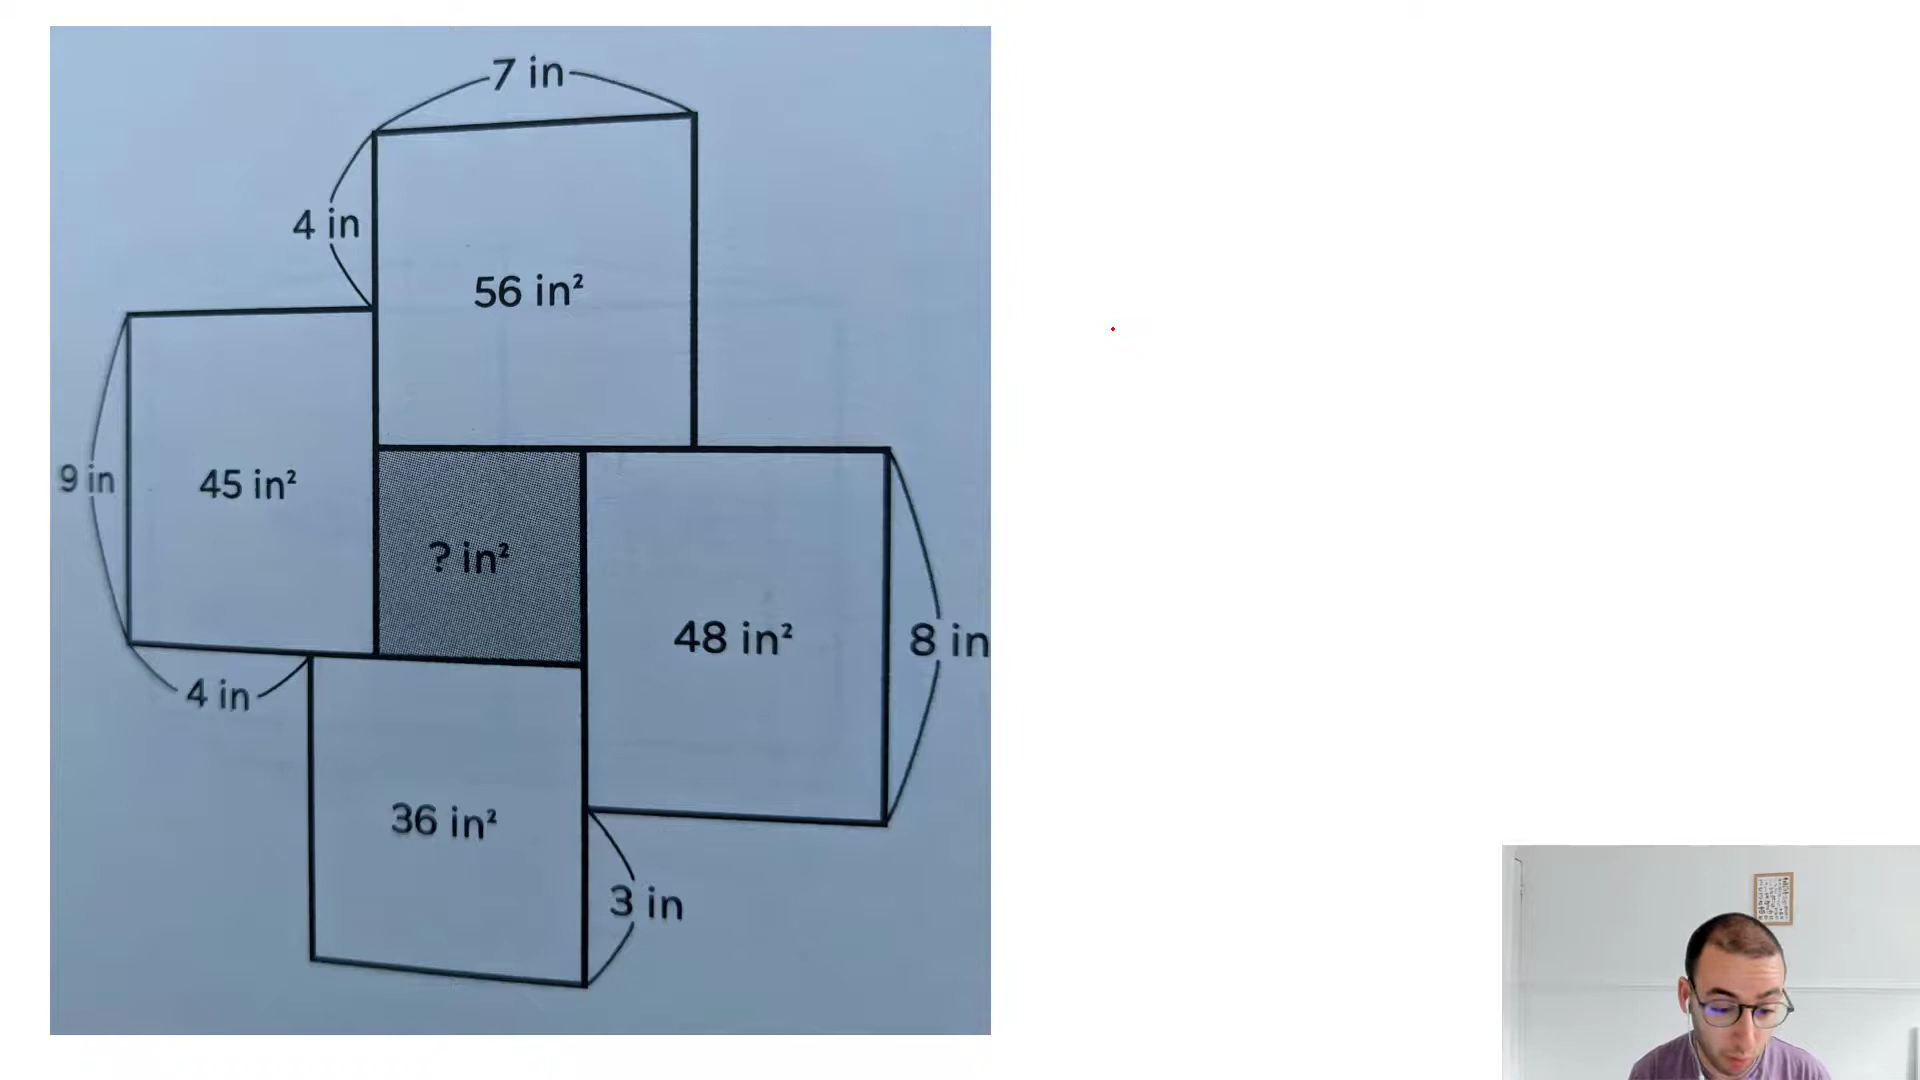 7 in
4 in
56 in²
9 in
45 in²
? in²
48 in²
8 in
4 in
36 in²
3 in